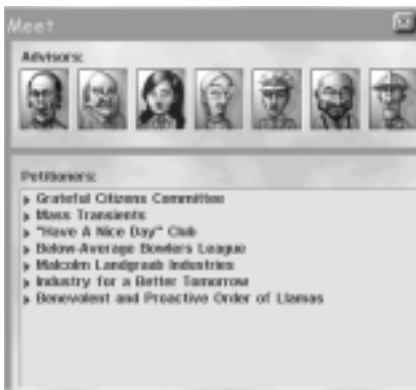 Meet
Advisors:
Petitioners:
Grateful Citizens Committee
Mass Transients
"Have A Nice Day" Club
Below-Average Bowlers League
Malcolm Landgraab Industries
Industry for a Better Tomorrow
Benevolent and Proactive Order of Llamas